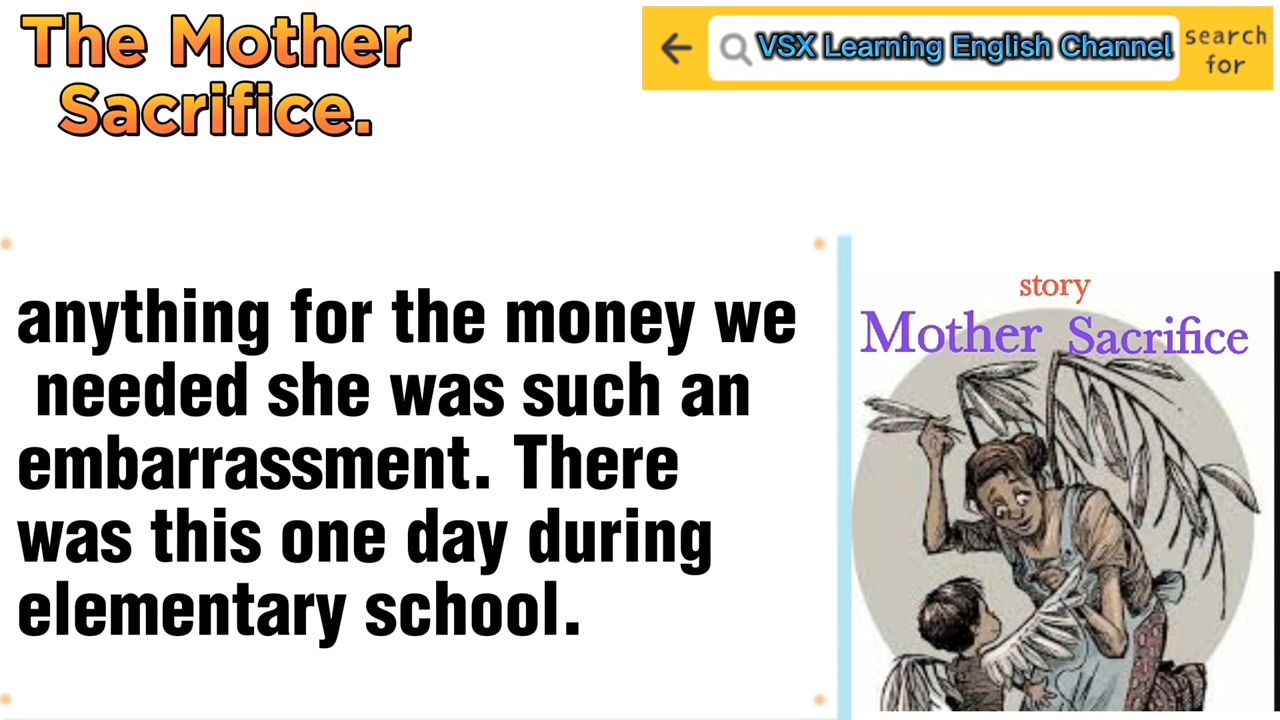 The Mother
Sacrifice.
VSX Learning English Channel
search
for
anything for the money we
needed she was such an
embarrassment. There
was this one day during
elementary school.
story
Mother Sacrifice